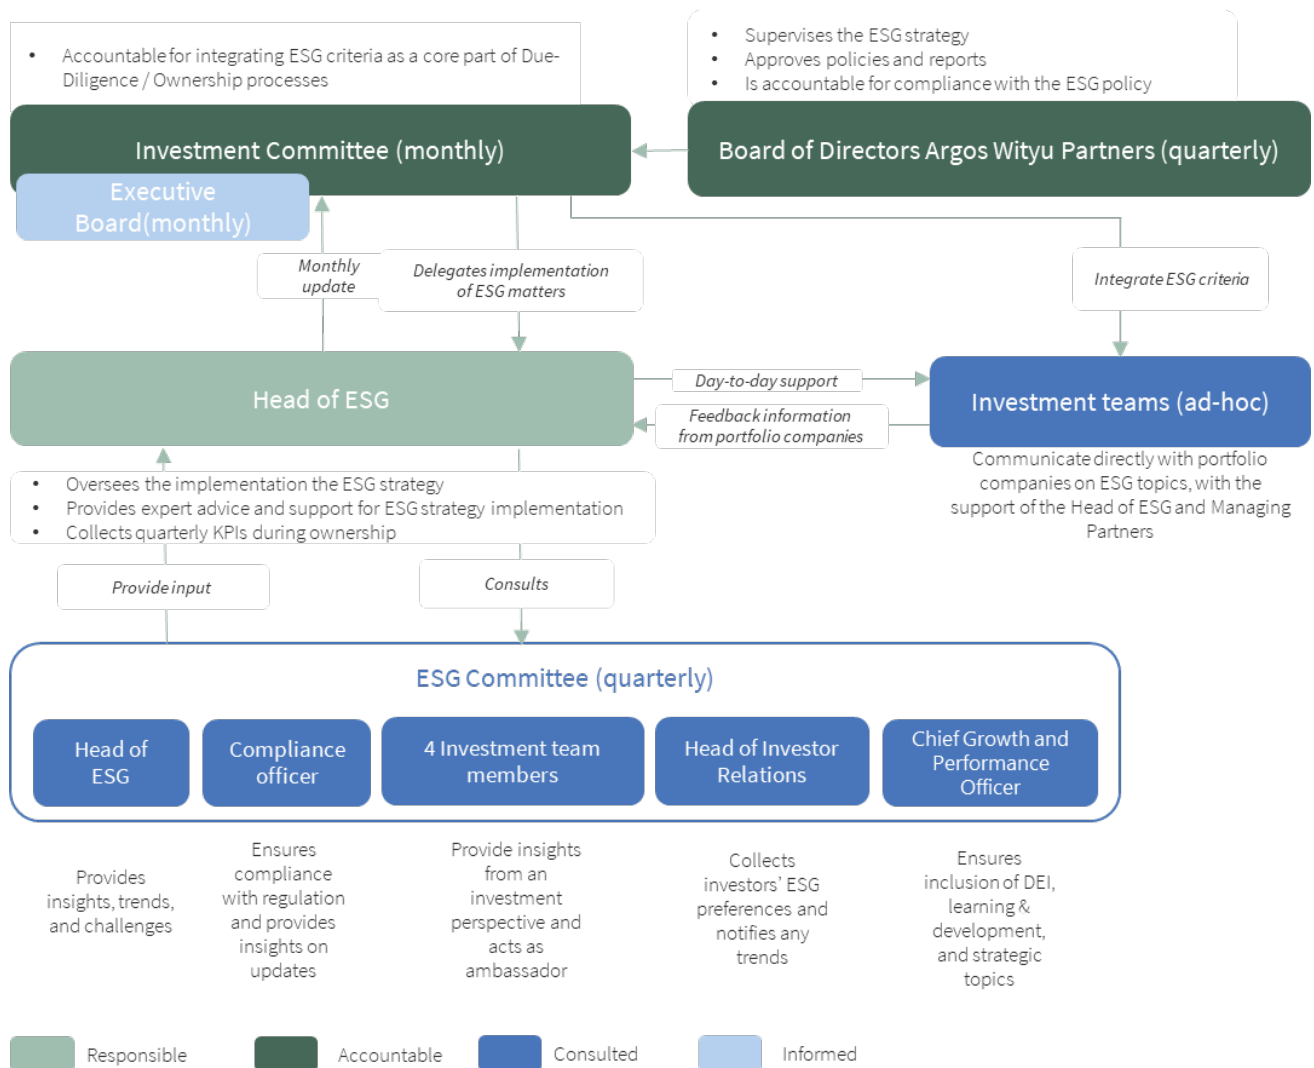 • Accountable for integrating ESG criteria as a core part of Due-
Diligence / Ownership processes
• Supervises the ESG strategy
• Approves policies and reports
• Is accountable for compliance with the ESG policy
Investment Committee (monthly)
Board of Directors Argos Wityu Partners (quarterly)
Executive
Board(monthly)
Monthly
update
Delegates implementation
of ESG matters
Integrate ESG criteria
Head of ESG
Day-to-day support
Feedback information
from portfolio companies
Investment teams (ad-hoc)
Communicate directly with portfolio
companies on ESG topics, with the
support of the Head of ESG and Managing
Partners
• Oversees the implementation the ESG strategy
• Provides expert advice and support for ESG strategy implementation
• Collects quarterly KPIs during ownership
Provide input
Consults
ESG Committee (quarterly)
Head of
ESG
Compliance
officer
4 Investment team
members
Head of Investor
Relations
Chief Growth and
Performance
Officer
Provides
insights, trends,
and challenges
Ensures
compliance
with regulation
and provides
insights on
updates
Provide insights
from an
investment
perspective and
acts as
ambassador
Collects
investors’ ESG
preferences and
notifies any
trends
Ensures
inclusion of DEI,
learning &
development,
and strategic
topics
Responsible
Accountable
Consulted
Informed